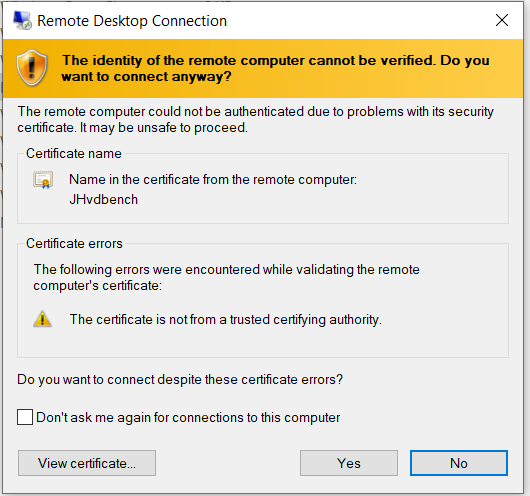 Remote Desktop Connection
The identity of the remote computer cannot be verified. Do you
want to connect anyway?
The remote computer could not be authenticated due to problems with its security
certificate. It may be unsafe to proceed.
Certificate name
Name in the certificate from the remote computer:
JHvdbench
Certificate errors
The following errors were encountered while validating the remote
computer's certificate:
The certificate is not from a trusted certifying authority.
Do you want to connect despite these certificate errors?
Don't ask me again for connections to this computer
View certificate...
Yes
No